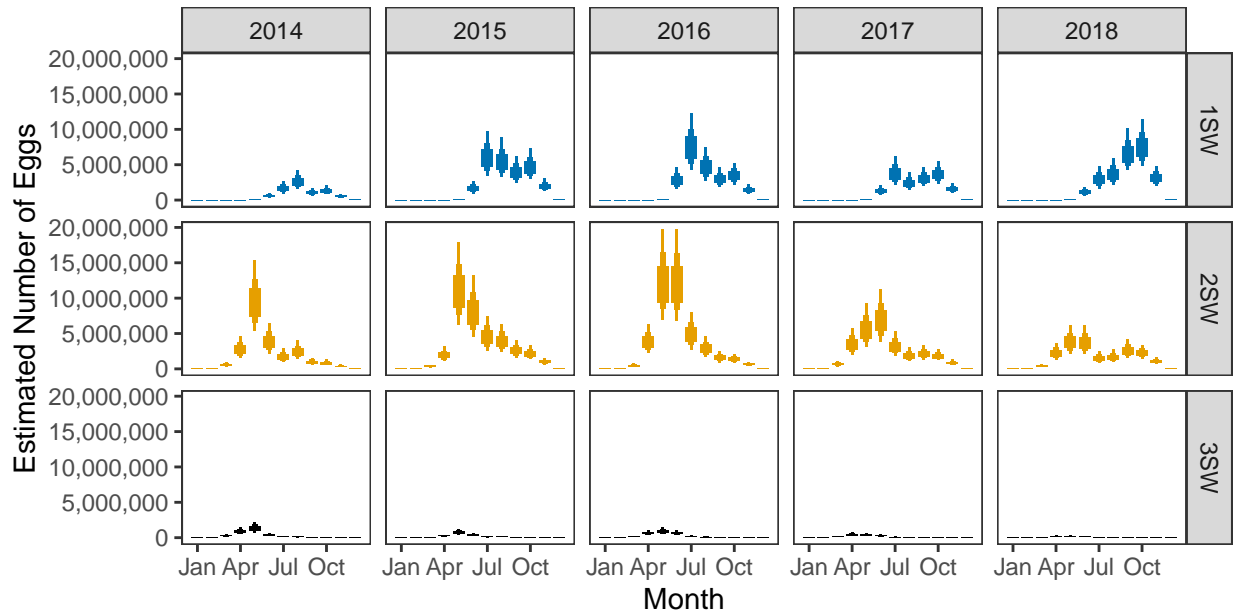 2014 2015 2016 2017 2018
Estimated Number of Eggs
20,000,000
15,000,000
10,000,000
5,000,000
0
1SW
20,000,000
15,000,000
10,000,000
5,000,000
0
2SW
20,000,000
15,000,000
10,000,000
5,000,000
0
3SW
Jan Apr Jul Oct Jan Apr Jul Oct Jan Apr Jul Oct Jan Apr Jul Oct Jan Apr Jul Oct
Month